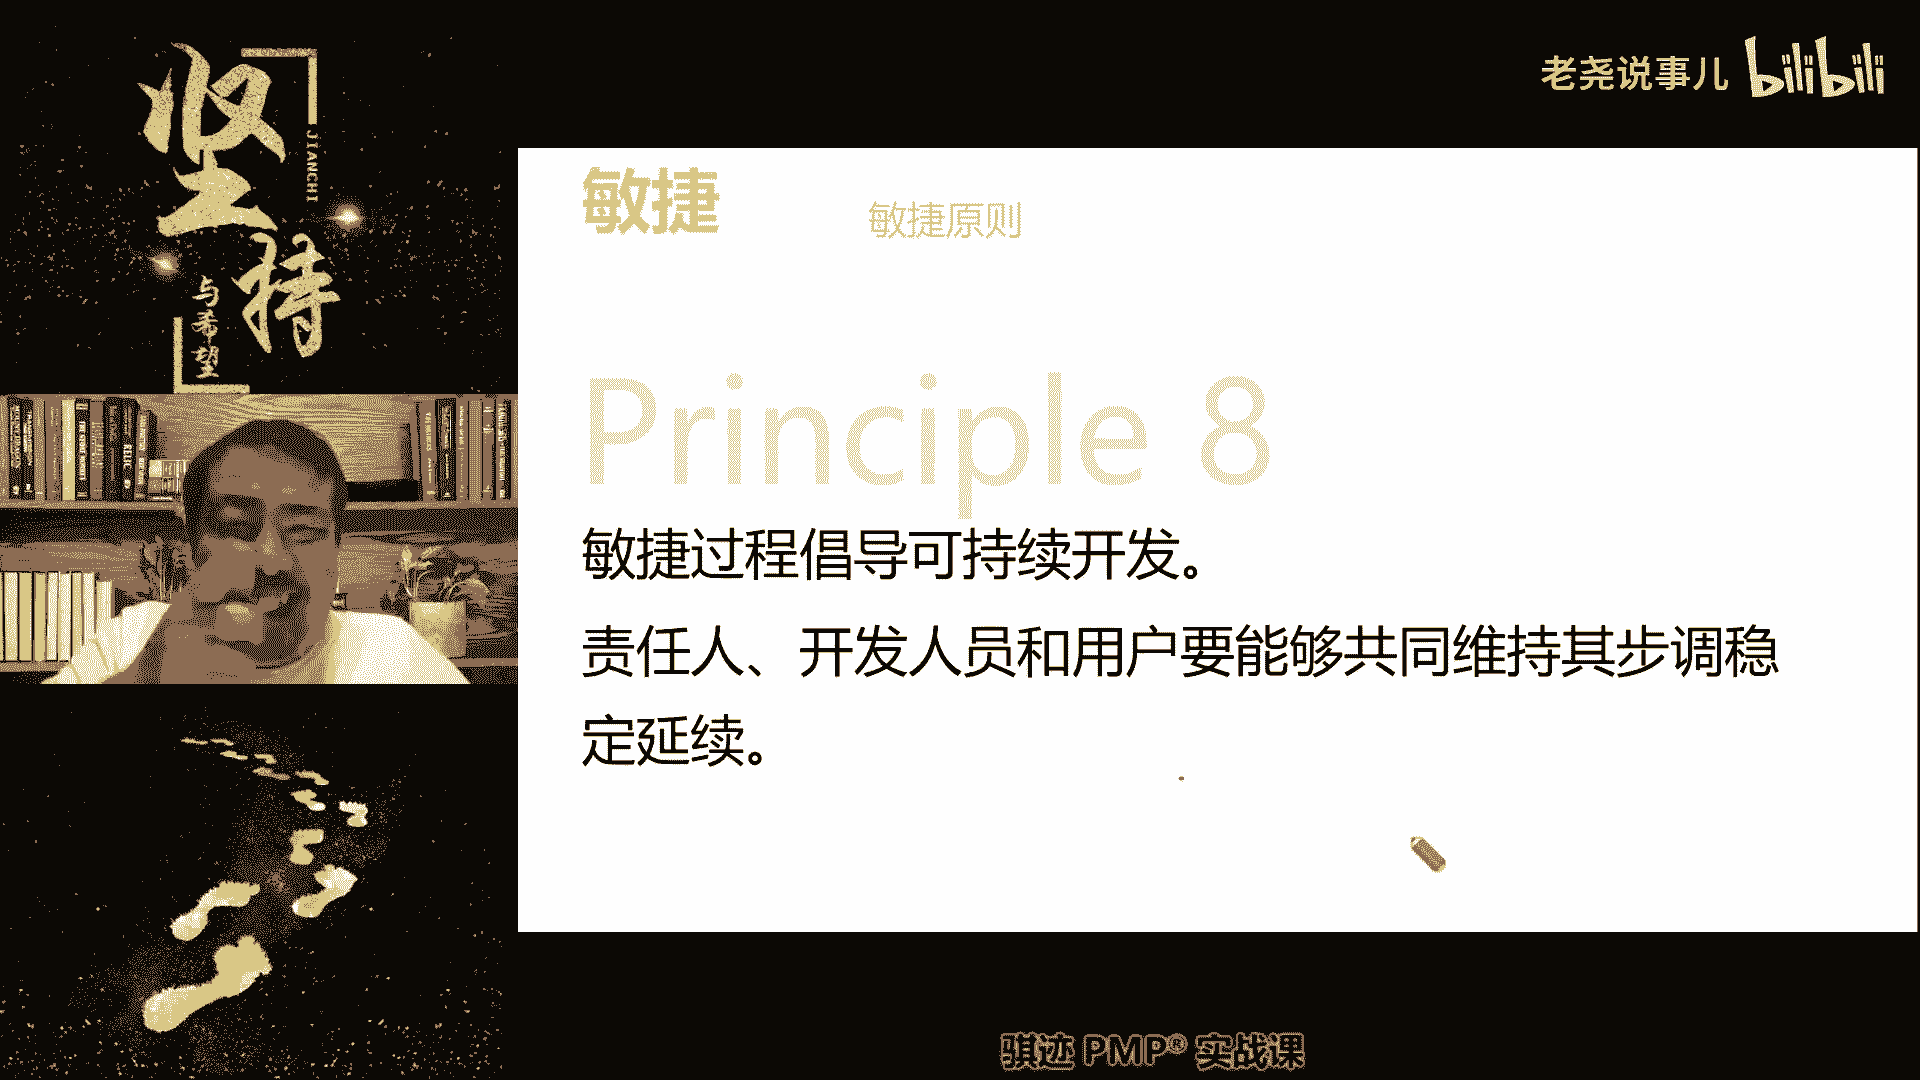 坚持
JIANCHI
与希望
老尧说事儿 bilibili
敏捷
敏捷原则
Principle 8
敏捷过程倡导可持续开发。
责任人、开发人员和用户要能够共同维持其步调稳
定延续。
骐迹 PMP® 实战课